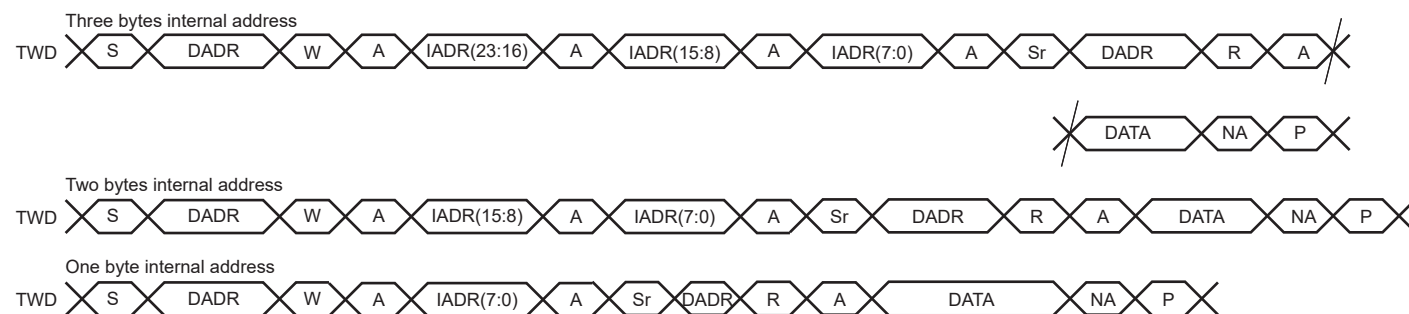 Three bytes internal address
TWD S DADR W A IADR(23:16) A IADR(15:8) A IADR(7:0) A Sr DADR R A
DATA NA P
Two bytes internal address
TWD S DADR W A IADR(15:8) A IADR(7:0) A Sr DADR R A DATA NA P
One byte internal address
TWD S DADR W A IADR(7:0) A Sr DADR R A DATA NA P